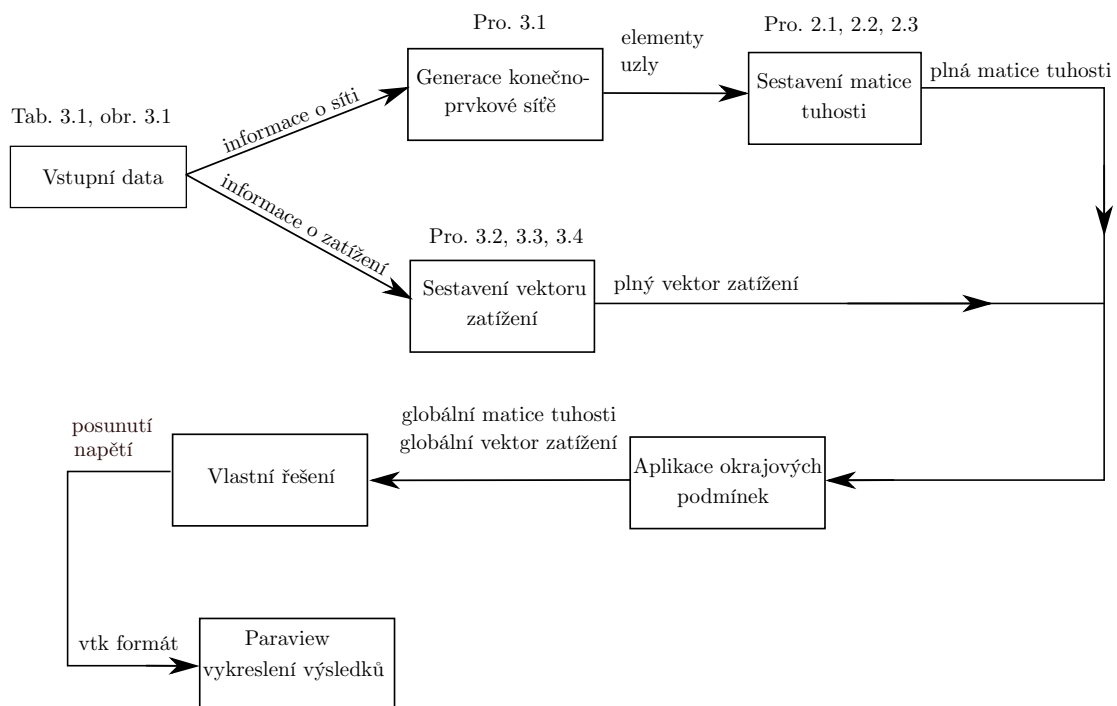 Pro. 3.1
Pro. 2.1, 2.2, 2.3
elementy
uzly
Generace konečno-
prvkové síťě
Sestavení matice
tuhosti
plná matice tuhosti
Tab. 3.1, obr. 3.1
Vstupní data
informace o síti
informace o zatížení
Pro. 3.2, 3.3, 3.4
Sestavení vektoru
zatížení
plný vektor zatížení
globální matice tuhosti
globální vektor zatížení
Aplikace okrajových
podmínek
Vlastní řešení
posunutí
napětí
vtk formát
Paraview
vykreslení výsledků